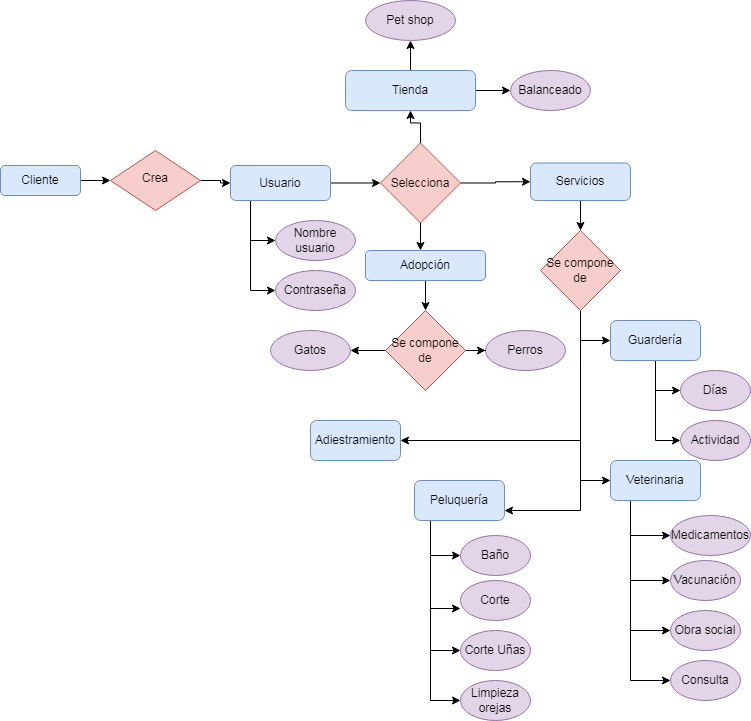 Pet shop
Tienda
Balanceado
Cliente
Crea
Usuario
Selecciona
Servicios
Nombre
usuario
Contraseña
Adopción
Se compone
de
Gatos
Se compone
de
Perros
Guardería
Días
Actividad
Adiestramiento
Veterinaria
Peluquería
Medicamentos
Vacunación
Obra social
Consulta
Baño
Corte
Corte Uñas
Limpieza
orejas